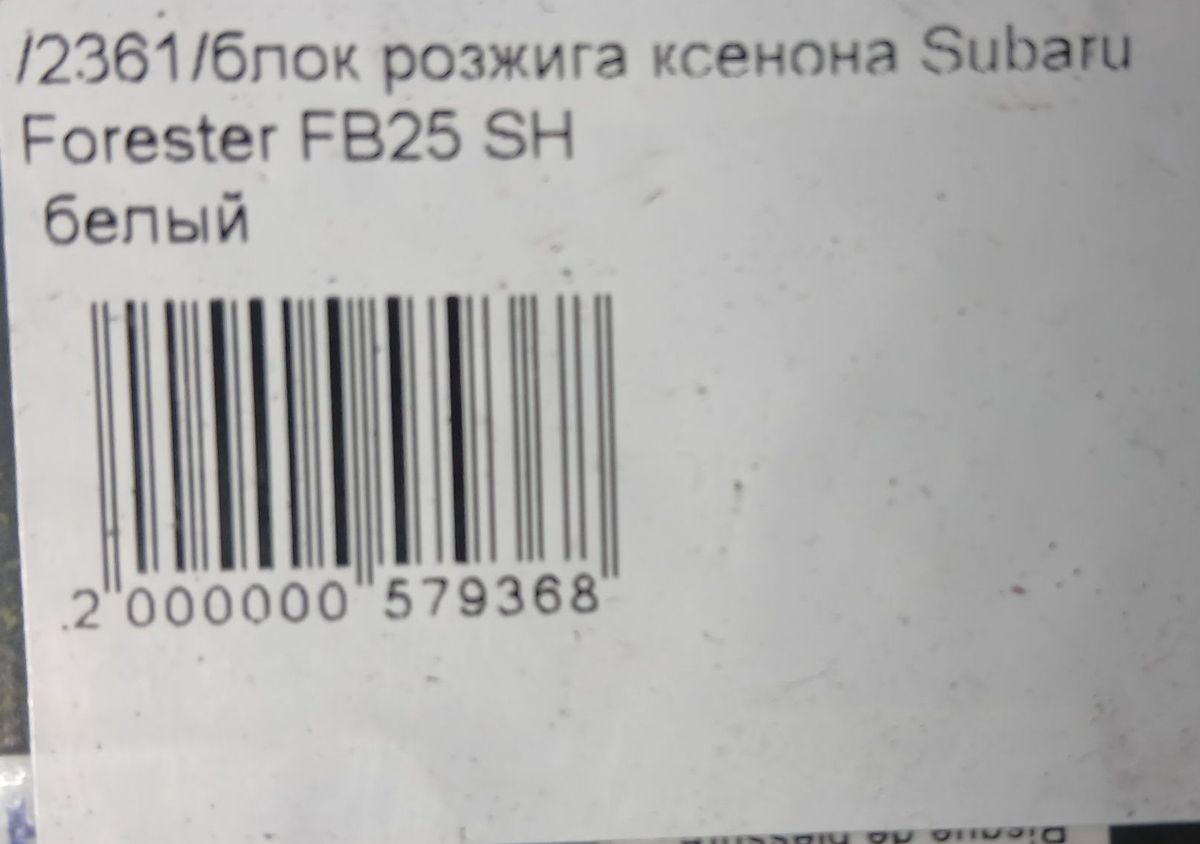 /2361/блок розжига ксенона Subaru
Forester FB25 SH
белый
2 000000 579368